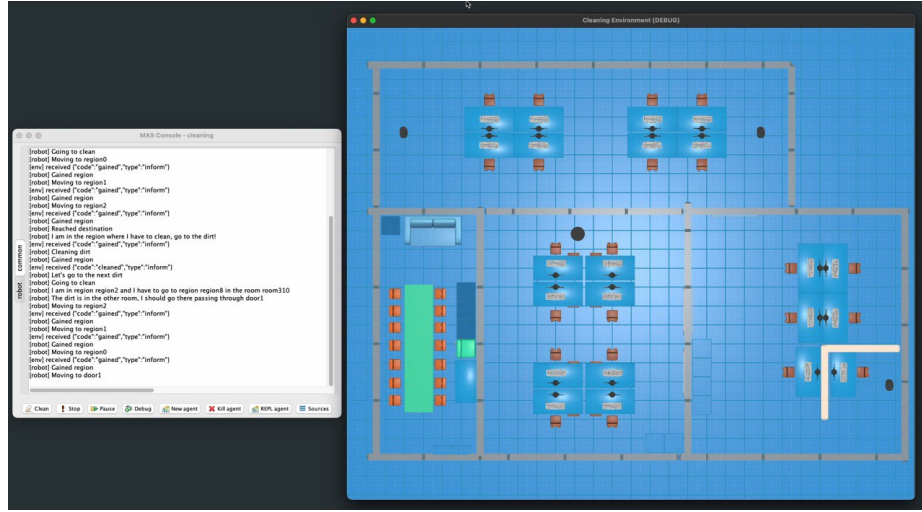 Cleaning Environment (DEBUG)
MAS Console - cleaning
[robot] Going to clean
[robot] Moving to region0
[env] received {"code":"gained","type":"inform"}
[robot] Gained region
[robot] Moving to region1
[env] received {"code":"gained","type":"inform"}
[robot] Gained region
[robot] Moving to region2
[env] received {"code":"gained","type":"inform"}
[robot] Gained region
[robot] Reached destination
[robot] I am in the region where I have to clean, go to the dirt!
[env] received {"code":"gained","type":"inform"}
[robot] Cleaning dirt
[robot] Gained region
[env] received {"code":"cleaned","type":"inform"}
[robot] Let's go to the next dirt
[robot] Going to clean
[robot] I am in region region2 and I have to go to region region8 in the room room310
[robot] The dirt is in the other room, I should go there passing through door1
[robot] Moving to region2
[env] received {"code":"gained","type":"inform"}
[robot] Gained region
[robot] Moving to region1
[env] received {"code":"gained","type":"inform"}
[robot] Gained region
[robot] Moving to region0
[env] received {"code":"gained","type":"inform"}
[robot] Gained region
[robot] Moving to door1
common
robot
Clean Stop Pause Debug New agent Kill agent REPL agent Sources